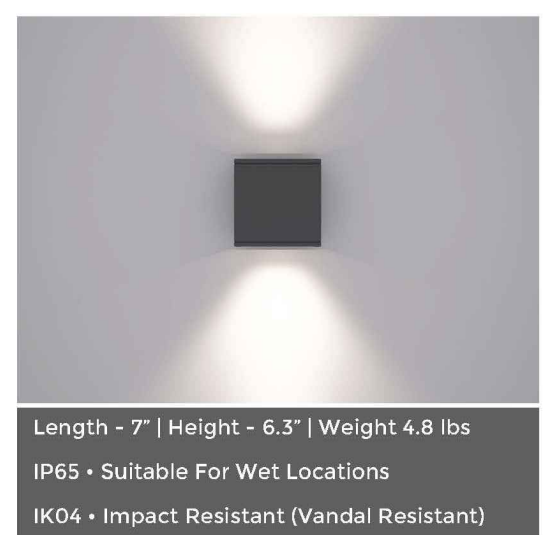 Length - 7" | Height - 6.3" | Weight 4.8 lbs
IP65 • Suitable For Wet Locations
IK04 • Impact Resistant (Vandal Resistant)